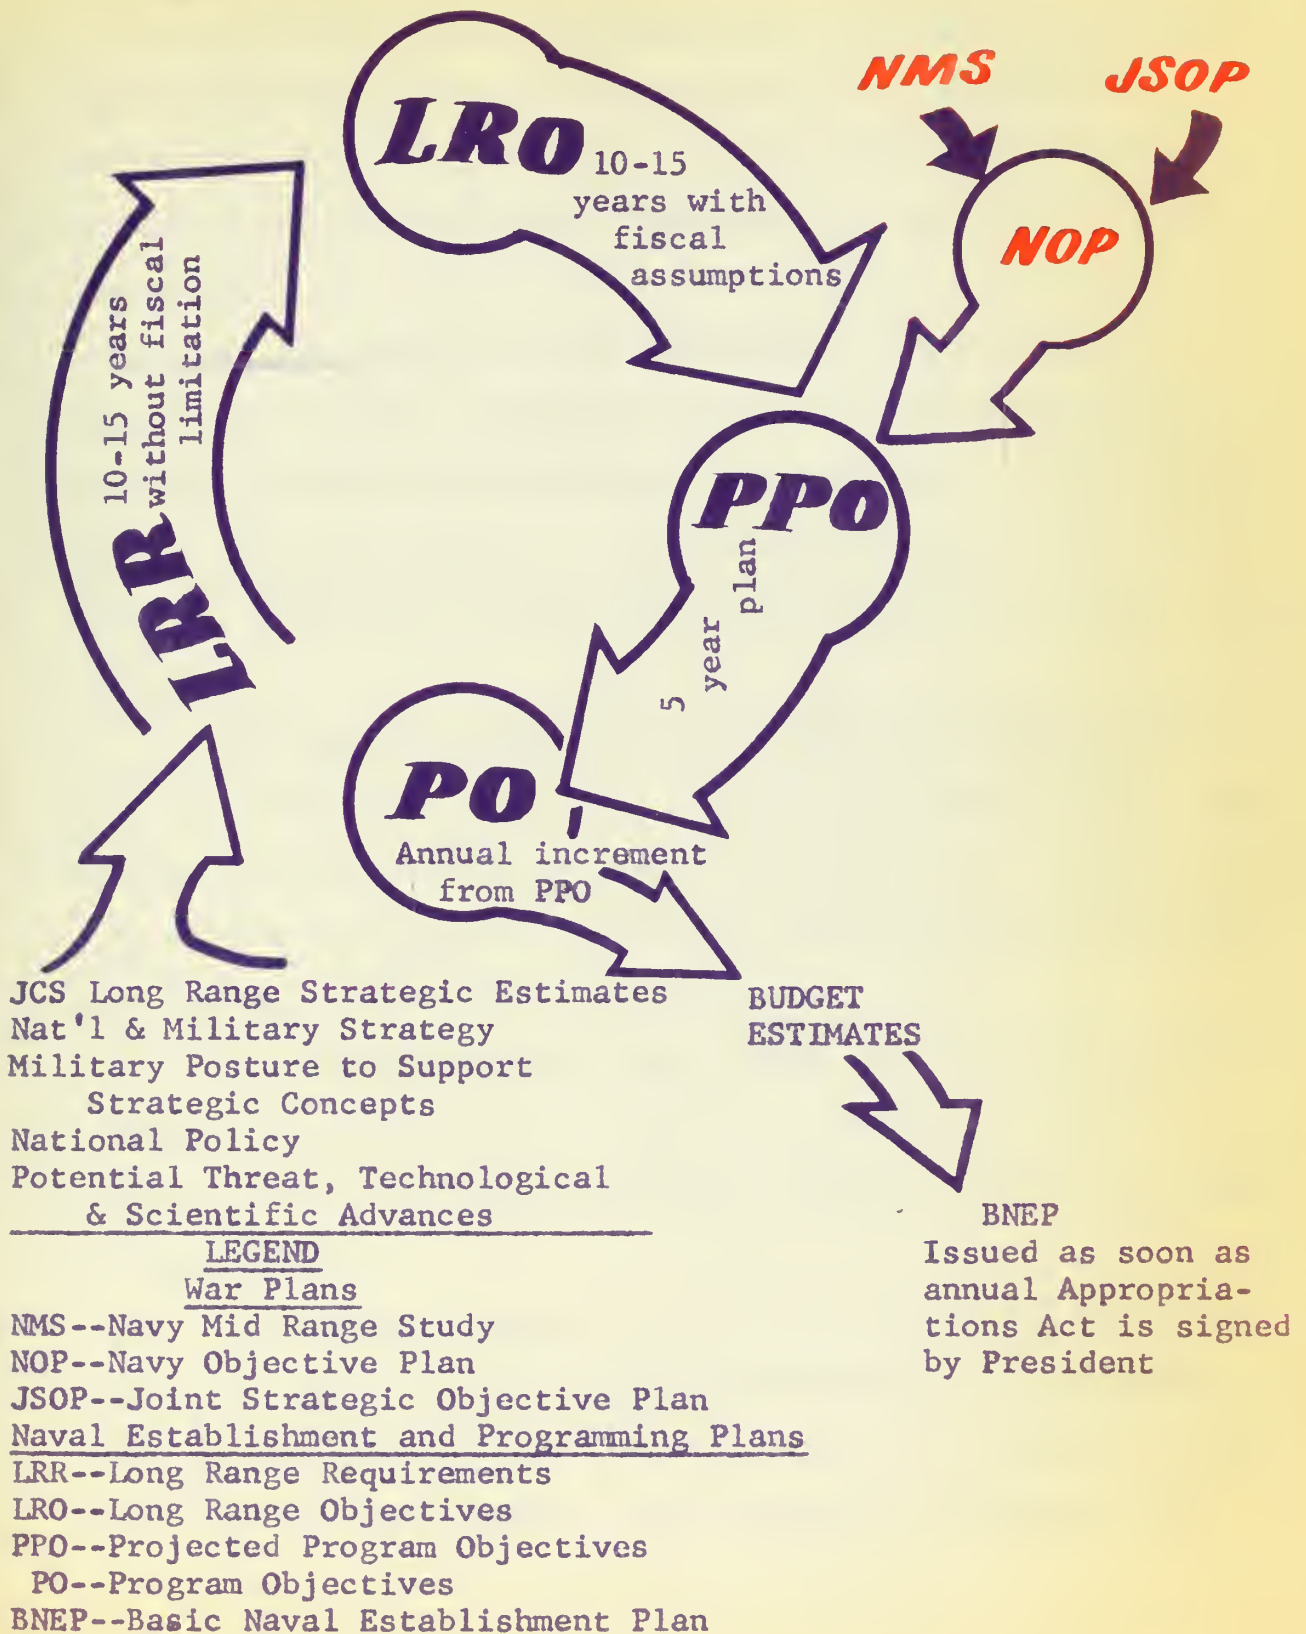 NMS
JSOP
LRO
10-15
years with
fiscal
assumptions
NOP
LRR
10-15 years
without fiscal
limitation
PPO
5 year plan
PO
Annual increment
from PPO
JCS Long Range Strategic Estimates
Nat'l & Military Strategy
Military Posture to Support
Strategic Concepts
National Policy
Potential Threat, Technological
& Scientific Advances
BUDGET
ESTIMATES
BNEP
Issued as soon as
annual Appropria-
tions Act is signed
by President
LEGEND
War Plans
NMS--Navy Mid Range Study
NOP--Navy Objective Plan
JSOP--Joint Strategic Objective Plan
Naval Establishment and Programming Plans
LRR--Long Range Requirements
LRO--Long Range Objectives
PPO--Projected Program Objectives
PO--Program Objectives
BNEP--Basic Naval Establishment Plan